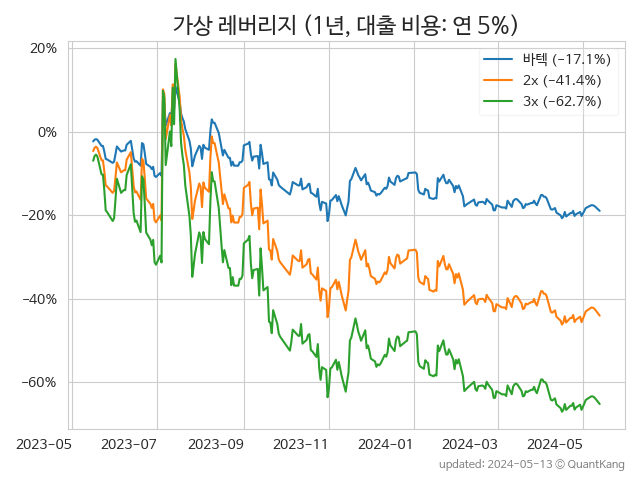 가상 레버리지 (1년, 대출 비용: 연 5%)
바텍 (-17.1%)
2x (-41.4%)
3x (-62.7%)
20%
0%
−20%
−40%
−60%
2023-05 2023-07 2023-09 2023-11 2024-01 2024-03 2024-05
updated: 2024-05-13 © QuantKang